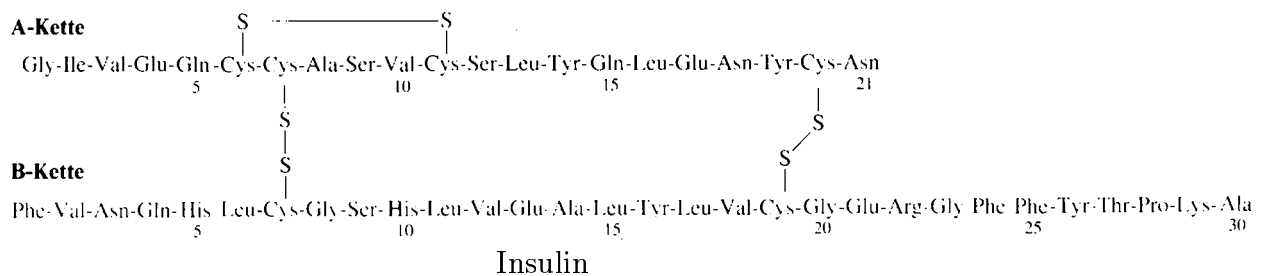 S S
A-Kette
Gly-Ile-Val-Glu-Gln-Cys-Cys-Ala-Ser-Val-Cys-Ser-Leu-Tyr-Gln-Leu-Glu-Asn-Tyr-Cys-Asn
5 10 15 21
S S
S S
B-Kette
Phe-Val-Asn-Gln-His Leu-Cys-Gly-Ser-His-Leu-Val-Glu-Ala-Leu-Tyr-Leu-Val-Cys-Gly-Glu-Arg-Gly Phe Phe-Tyr-Thr-Pro-Lys-Ala
5 10 15 20 25 30
Insulin